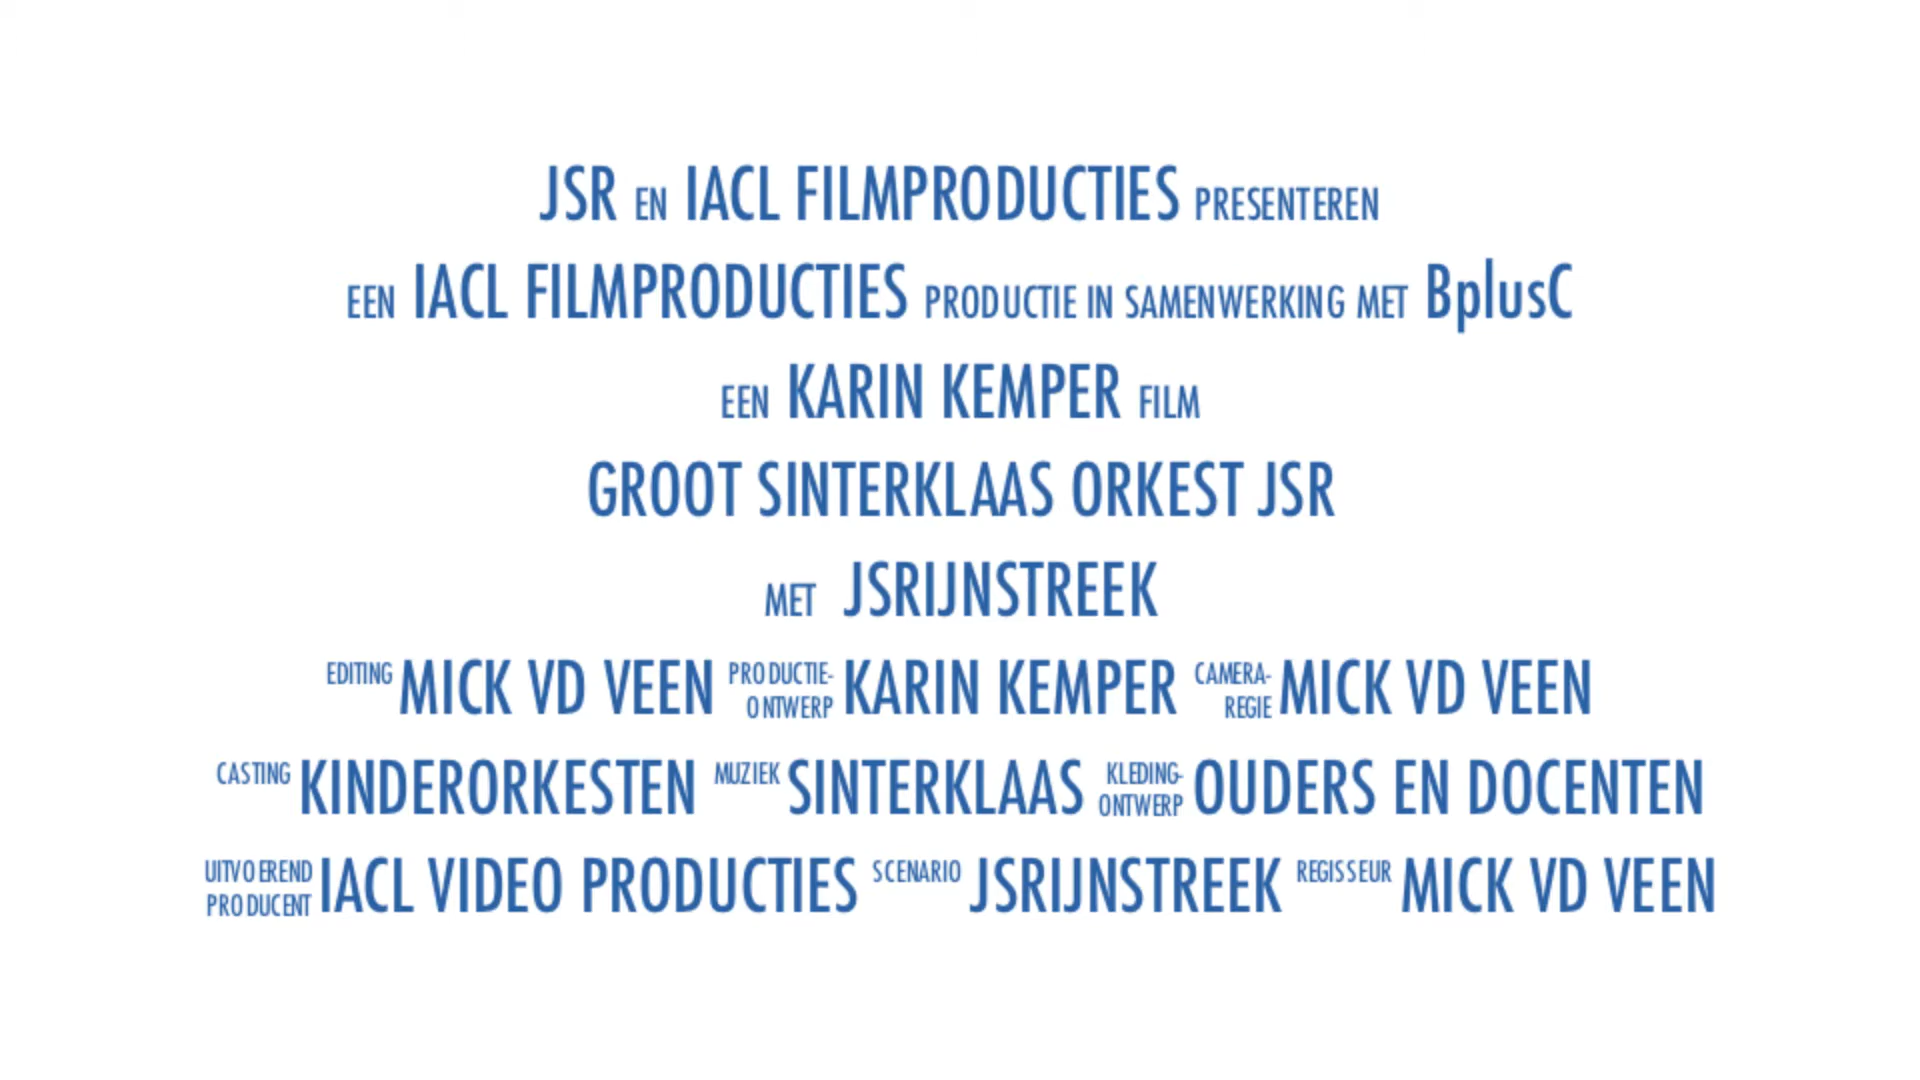 JSR EN IACL FILMPRODUCTIES PRESENTEREN
EEN IACL FILMPRODUCTIES PRODUCTIE IN SAMENWERKING MET BplusC
EEN KARIN KEMPER FILM
GROOT SINTERKLAAS ORKEST JSR
MET JSRIJNSTREEK
EDITING MICK VD VEEN PRODUCTIE-ONTWERP KARIN KEMPER CAMERA-REGIE MICK VD VEEN
CASTING KINDERORKESTEN MUZIEK SINTERKLAAS KLEDING-ONTWERP OUDERS EN DOCENTEN
UITVOEREND PRODUCENT IACL VIDEO PRODUCTIES SCENARIO JSRIJNSTREEK REGISSEUR MICK VD VEEN